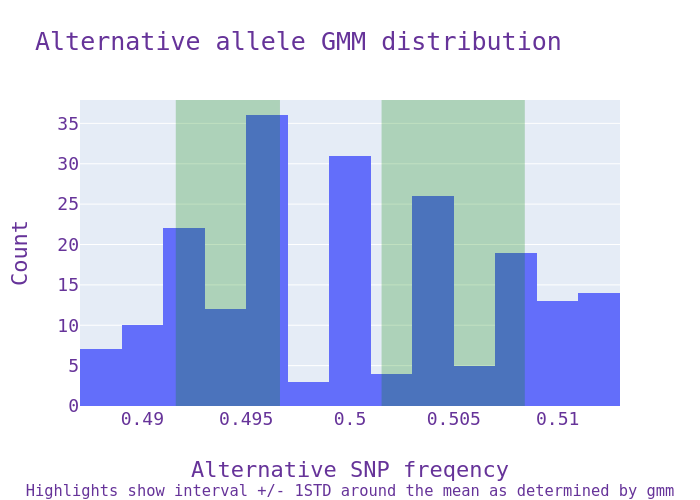 Alternative allele GMM distribution
35
30
25
20
15
10
5
0
Count
0.49 0.495 0.5 0.505 0.51
Alternative SNP freqency
Highlights show interval +/- 1STD around the mean as determined by gmm